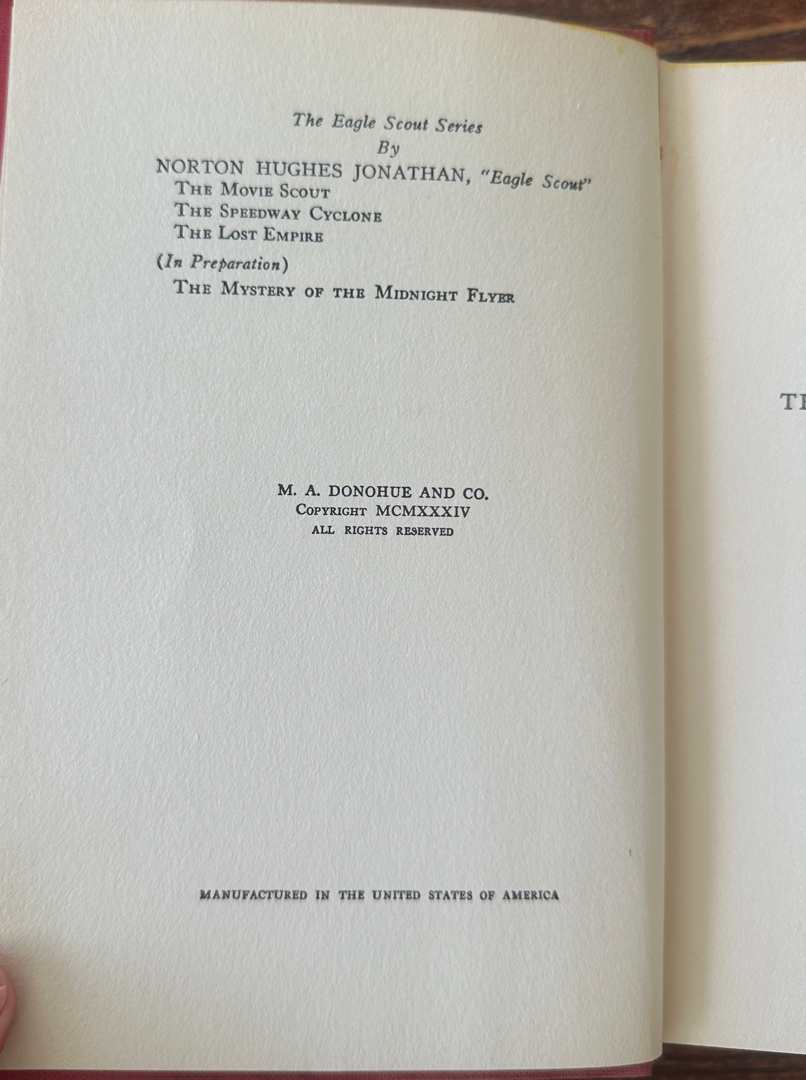 The Eagle Scout Series
By
NORTON HUGHES JONATHAN, "Eagle Scout"
THE MOVIE SCOUT
THE SPEEDWAY CYCLONE
THE LOST EMPIRE
(In Preparation)
THE MYSTERY OF THE MIDNIGHT FLYER
M. A. DONOHUE AND CO.
COPYRIGHT MCMXXXIV
ALL RIGHTS RESERVED
MANUFACTURED IN THE UNITED STATES OF AMERICA